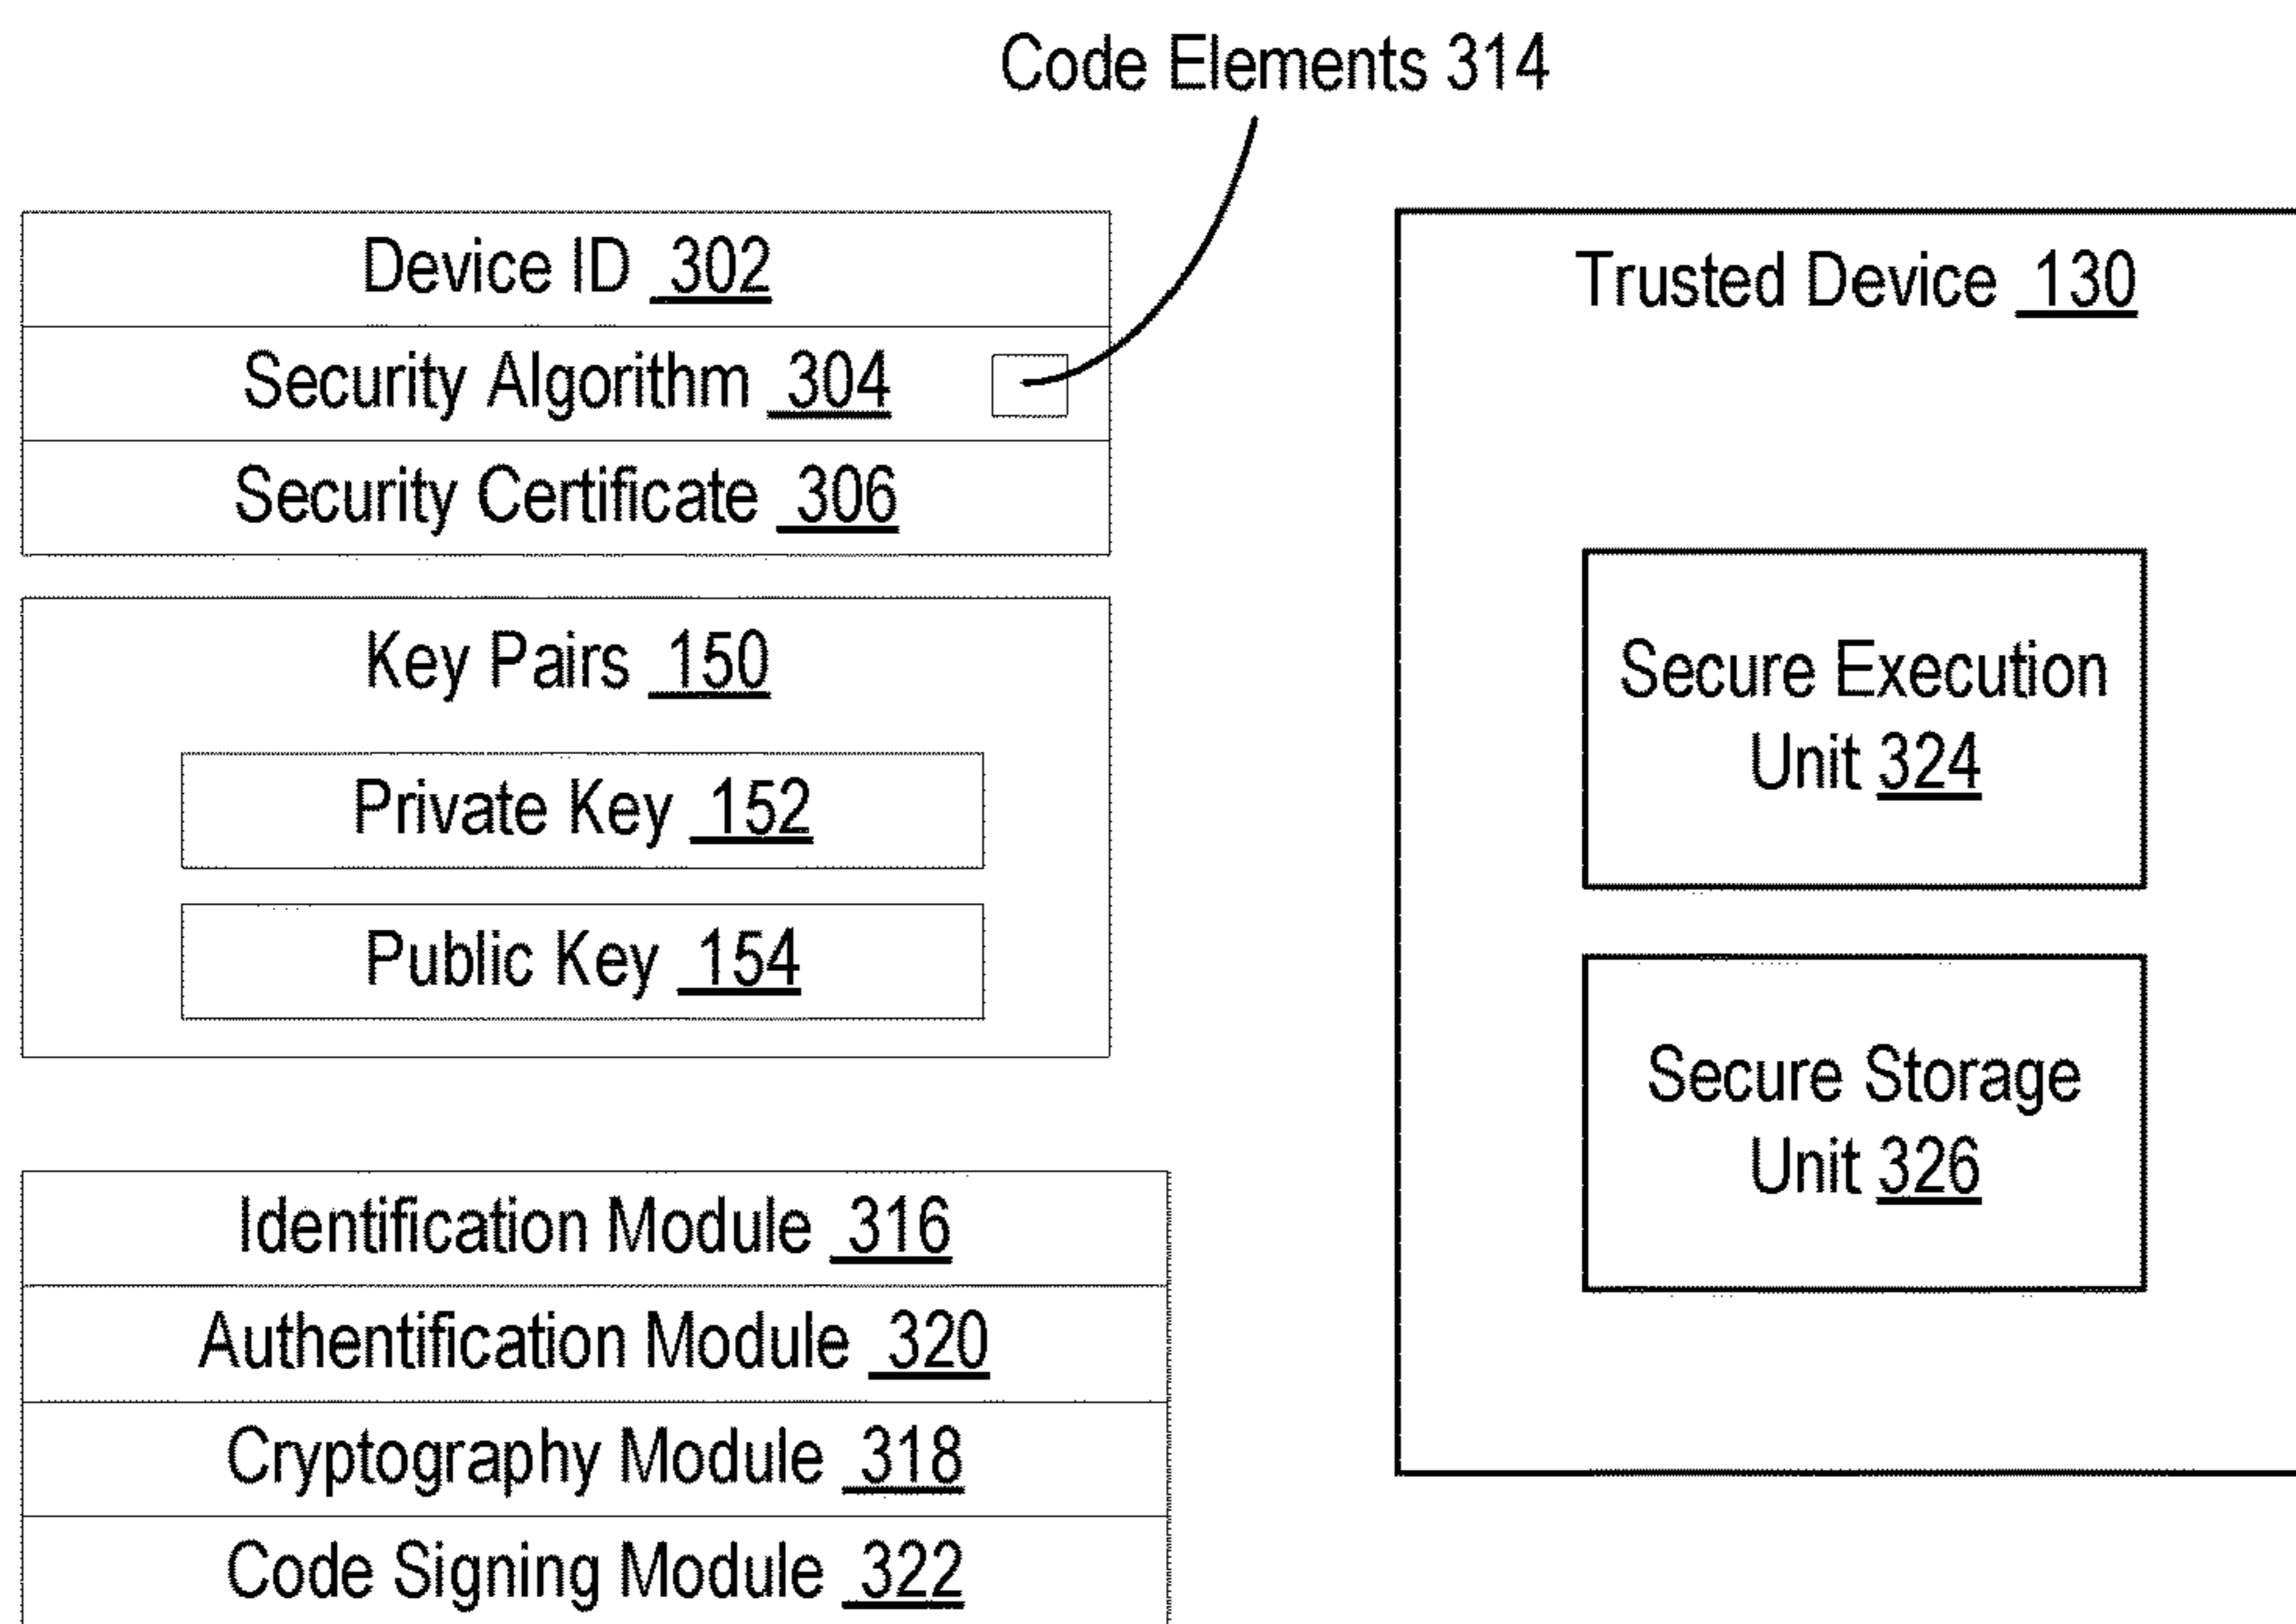 Code Elements 314
Device ID 302
Security Algorithm 304
Security Certificate 306
Key Pairs 150
Private Key 152
Public Key 154
Identification Module 316
Authentification Module 320
Cryptography Module 318
Code Signing Module 322
Trusted Device 130
Secure Execution
Unit 324
Secure Storage
Unit 326